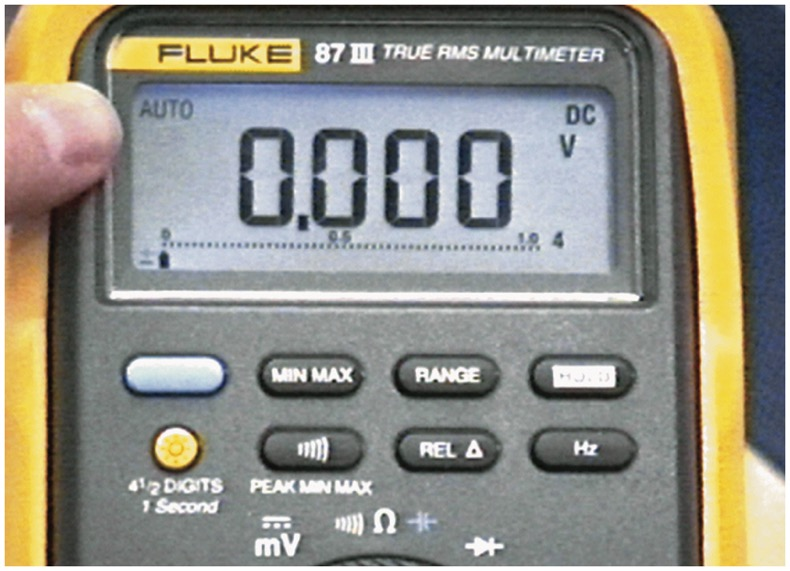 FLUKE 87 III TRUE RMS MULTIMETER
AUTO DC
0.000 V
0 0.5 1.0 4
MIN MAX RANGE HOLD
REL Δ Hz
4 1/2 DIGITS PEAK MIN MAX
1 Second
mV Ω